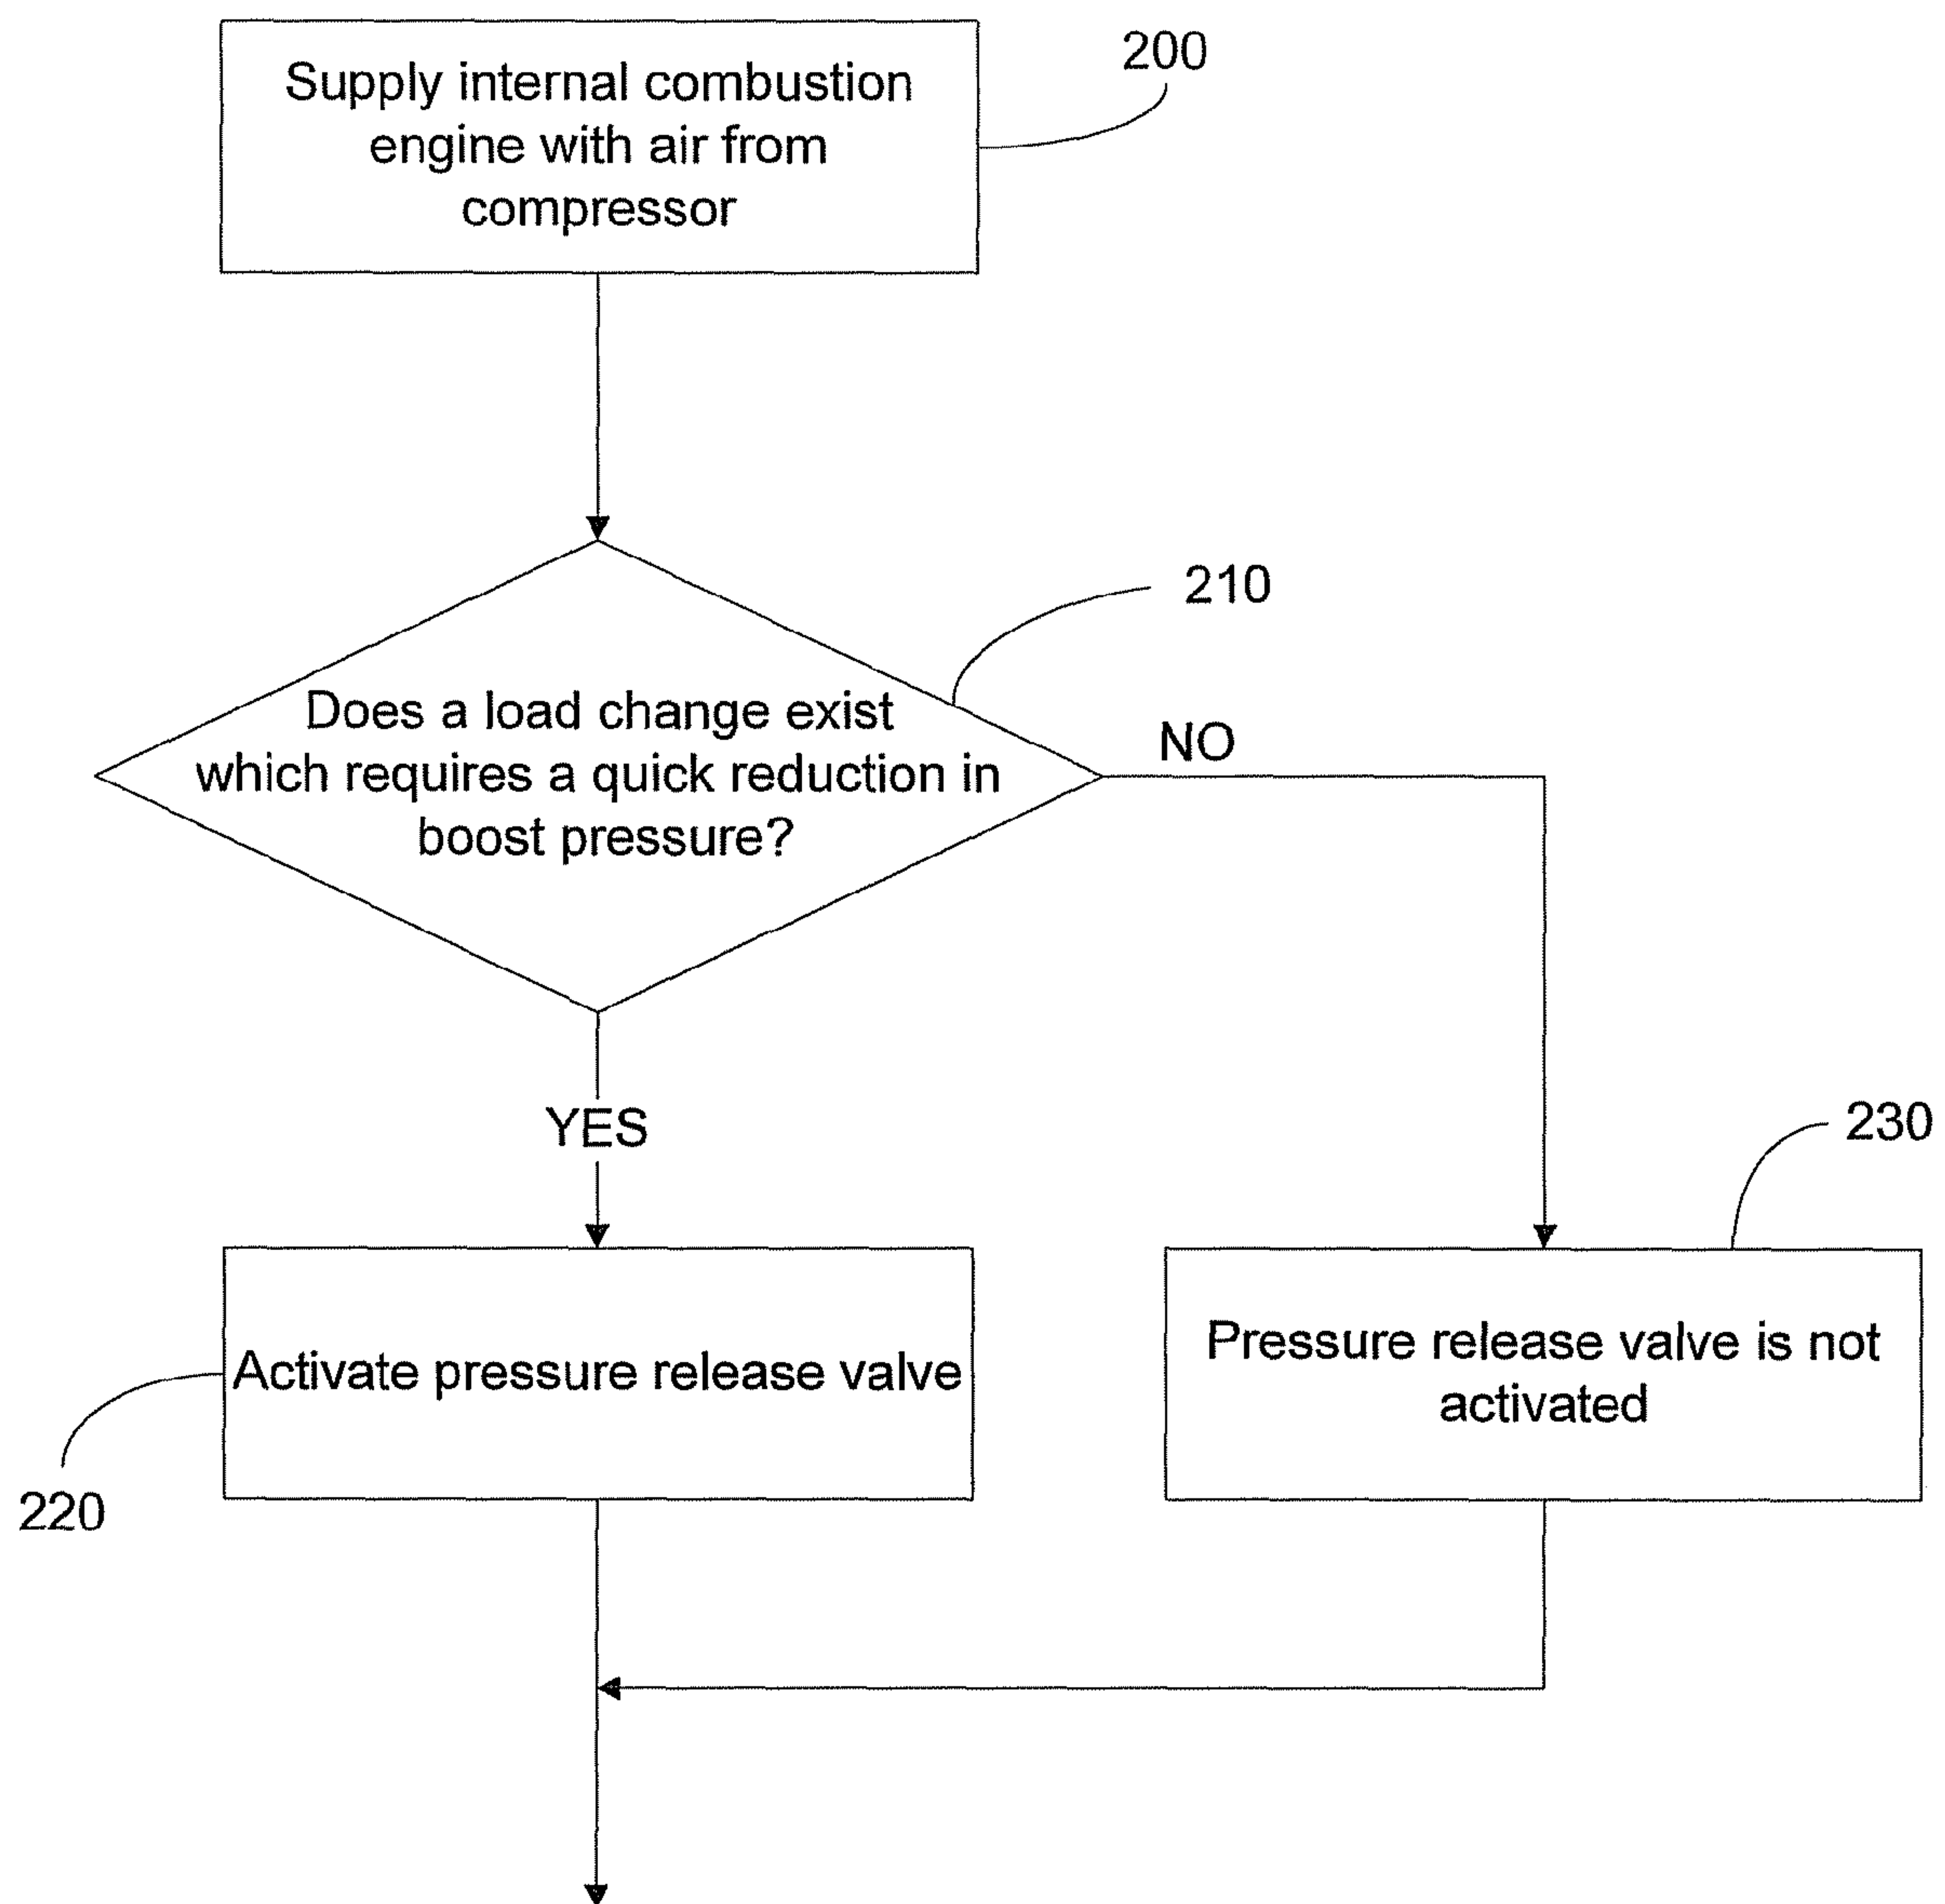 Supply internal combustion
engine with air from
compressor
200
210
Does a load change exist
which requires a quick reduction in
boost pressure?
NO
YES
230
Activate pressure release valve
Pressure release valve is not
activated
220